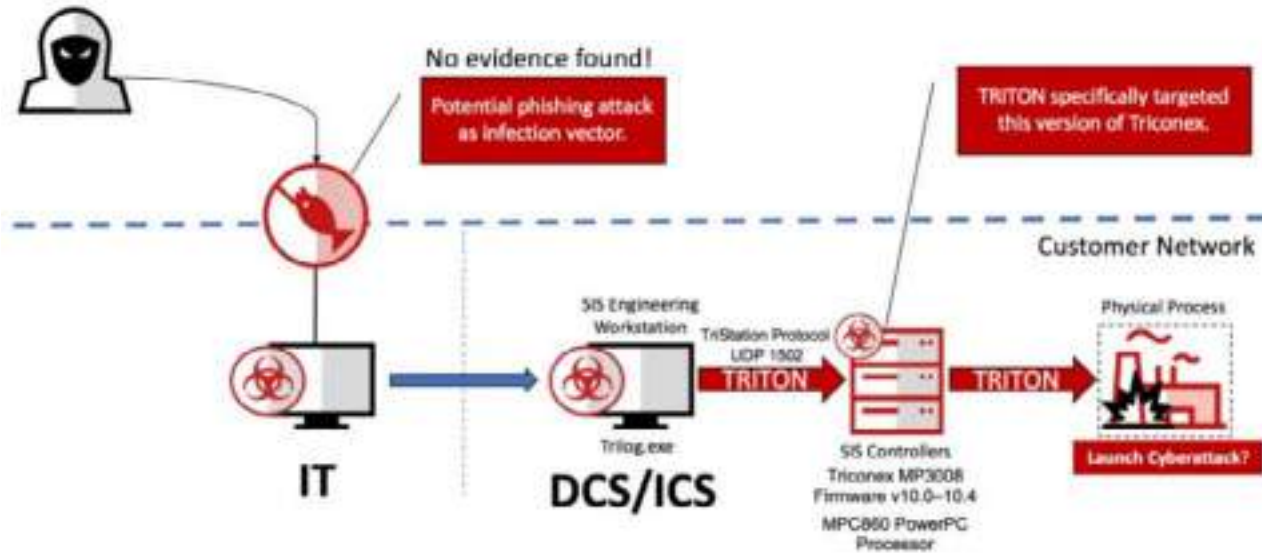 No evidence found!
Potential phishing attack
as infection vector.
TRITON specifically targeted
this version of Triconex.
Customer Network
SIS Engineering
Workstation
TriStation Protocol
UDP 1502
TRITON
TRITON
Physical Process
Trilog.exe
IT
DCS/ICS
SIS Controllers
Triconex MP3008
Firmware v10.0–10.4
MPC860 PowerPC
Processor
Launch Cyberattack?